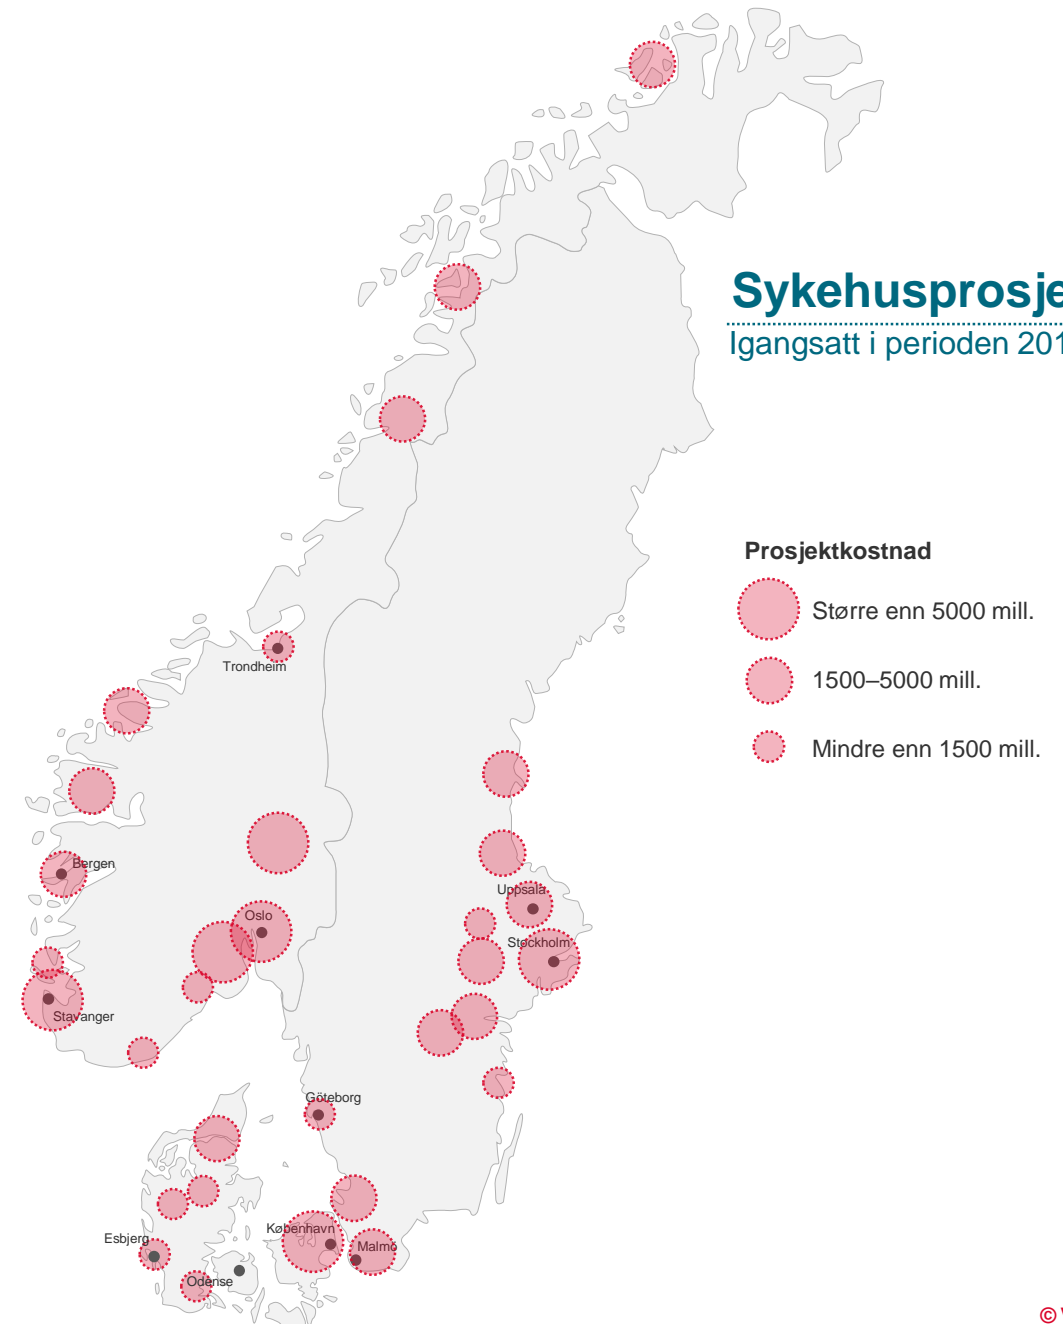 Sykehusprosje
Igangsatt i perioden 201
Prosjektkostnad
Større enn 5000 mill.
1500–5000 mill.
Mindre enn 1500 mill.
Trondheim
Bergen
Uppsala
Oslo
Stockholm
Stavanger
Göteborg
København
Esbjerg
Malmö
Odense
©